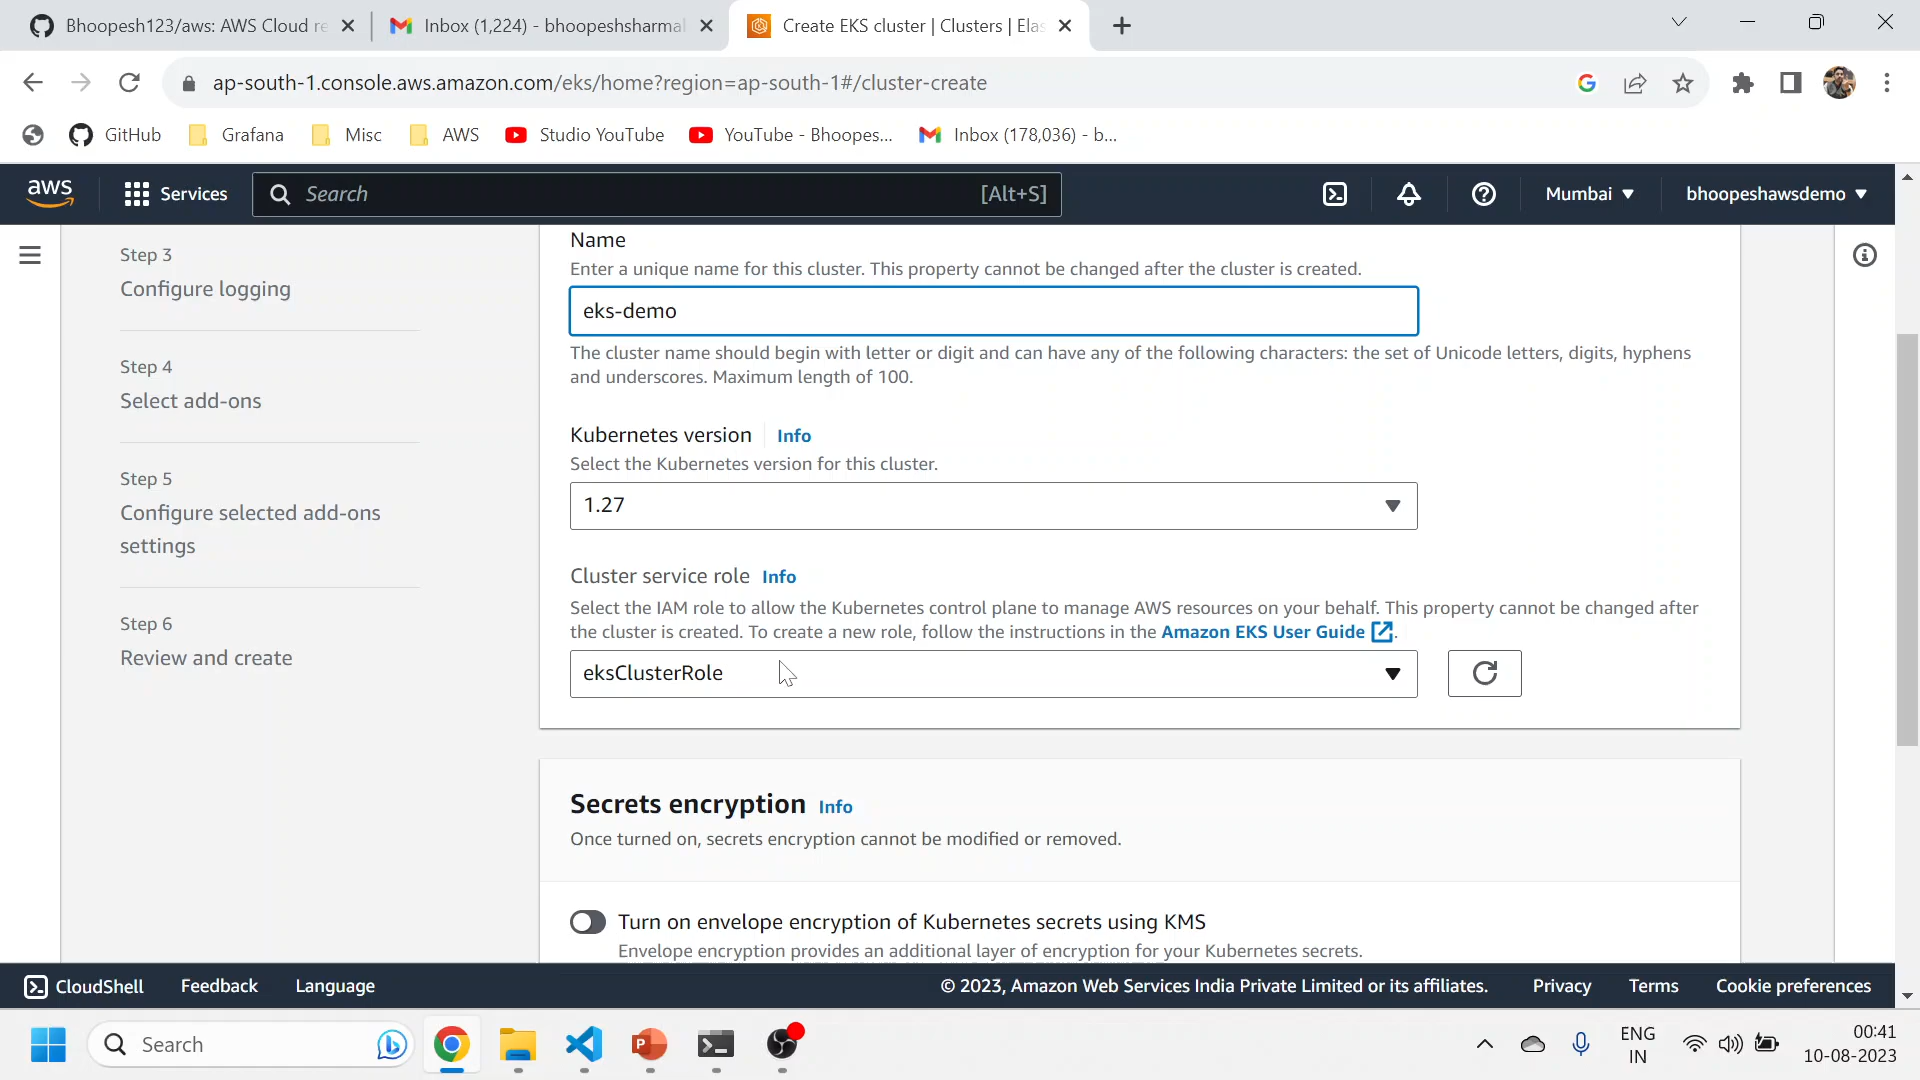 Bhoopesh123/aws: AWS Cloud re
Inbox (1,224) - bhoopeshsharmal
Create EKS cluster | Clusters | Elas
ap-south-1.console.aws.amazon.com/eks/home?region=ap-south-1#/cluster-create
GitHub
Grafana
Misc
AWS
Studio YouTube
YouTube - Bhoopes...
Inbox (178,036) - b...
aws
Services
Search
[Alt+S]
Mumbai
bhoopeshawsdemo
Step 3
Configure logging
Step 4
Select add-ons
Step 5
Configure selected add-ons
settings
Step 6
Review and create
Name
Enter a unique name for this cluster. This property cannot be changed after the cluster is created.
eks-demo
The cluster name should begin with letter or digit and can have any of the following characters: the set of Unicode letters, digits, hyphens
and underscores. Maximum length of 100.
Kubernetes version Info
Select the Kubernetes version for this cluster.
1.27
Cluster service role Info
Select the IAM role to allow the Kubernetes control plane to manage AWS resources on your behalf. This property cannot be changed after
the cluster is created. To create a new role, follow the instructions in the Amazon EKS User Guide.
eksClusterRole
Secrets encryption Info
Once turned on, secrets encryption cannot be modified or removed.
Turn on envelope encryption of Kubernetes secrets using KMS
Envelope encryption provides an additional layer of encryption for your Kubernetes secrets.
CloudShell
Feedback
Language
© 2023, Amazon Web Services India Private Limited or its affiliates.
Privacy
Terms
Cookie preferences
Search
ENG
IN
00:41
10-08-2023